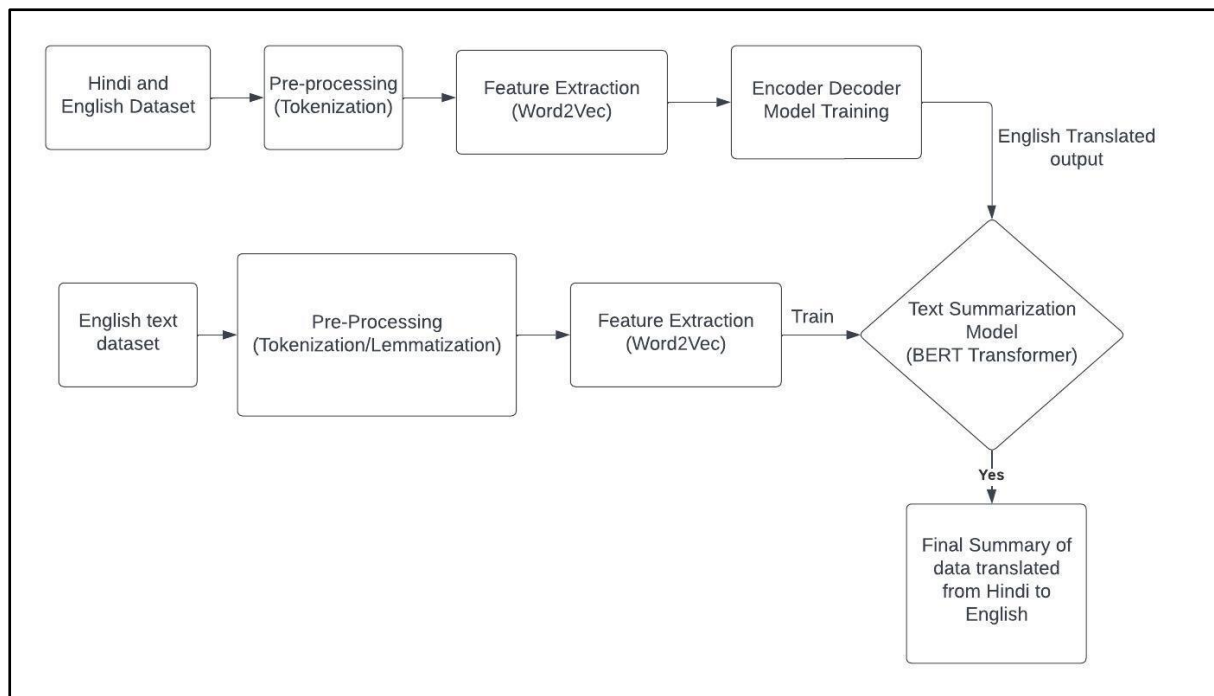 Hindi and
English Dataset
Pre-processing
(Tokenization)
Feature Extraction
(Word2Vec)
Encoder Decoder
Model Training
English Translated
output
English text
dataset
Pre-Processing
(Tokenization/Lemmatization)
Feature Extraction
(Word2Vec)
Train
Text Summarization
Model
(BERT Transformer)
Yes
Final Summary of
data translated
from Hindi to
English